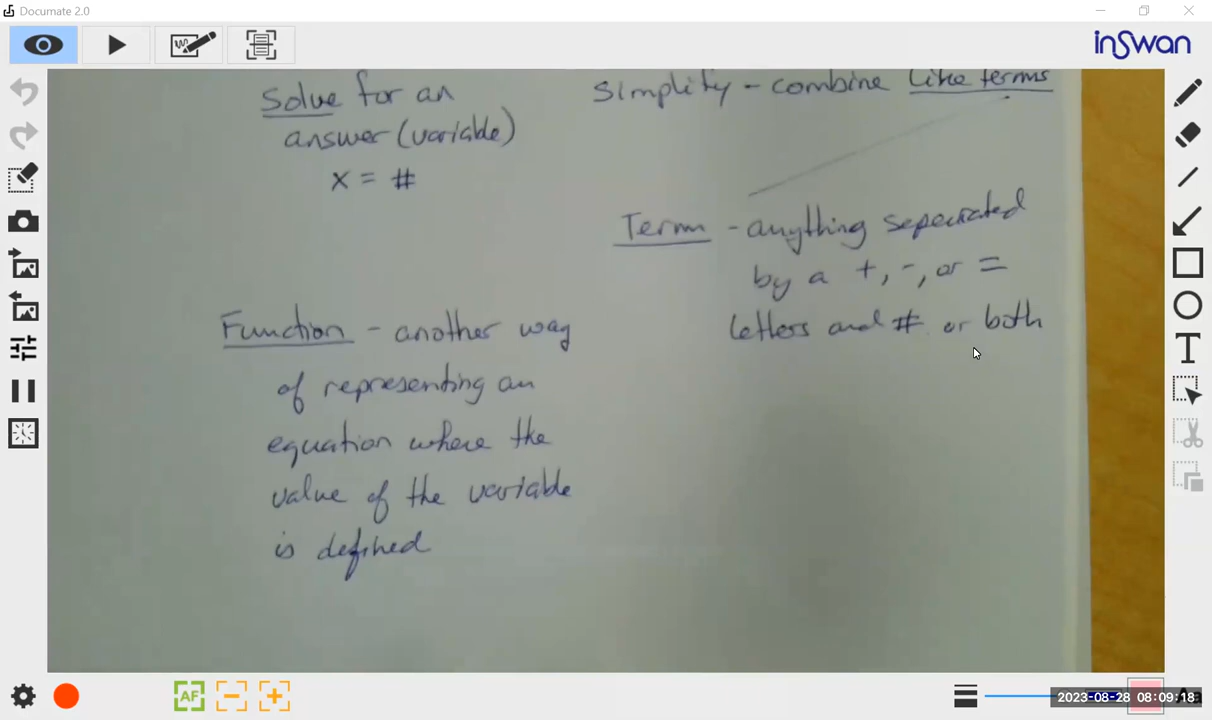 Documate 2.0
inSwan
Solve for an
answer (variable)
x = #
Simplify - combine like terms
Term - anything seperated
by a +, -, or =
letters and # or both
Function - another way
of representing an
equation where the
value of the variable
is defined
AF
2023-08-28 08:09:18